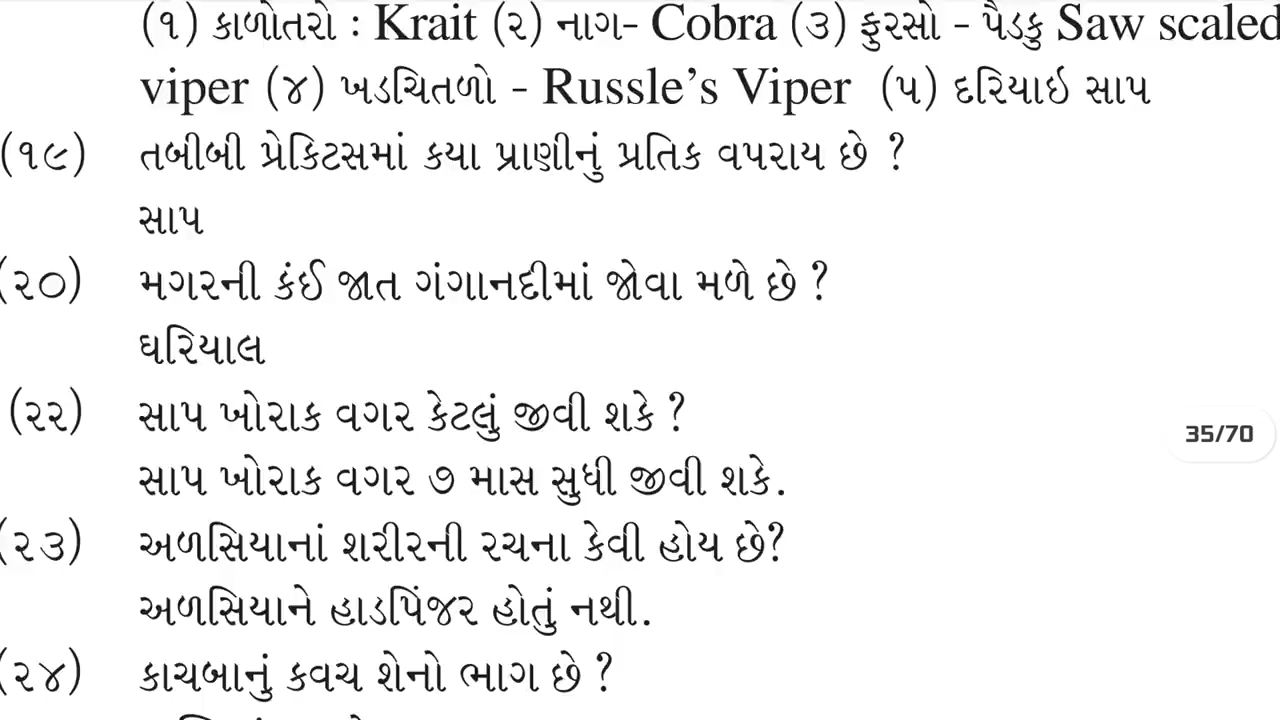 (૧) કાળોતરો : Krait (૨) નાગ- Cobra (૩) ફુરસો - પૈડકુ Saw scaled
viper (૪) ખડચિતળો - Russle’s Viper (૫) દરિયાઇ સાપ
(૧૯) તબીબી પ્રેકિટસમાં કયા પ્રાણીનું પ્રતિક વપરાય છે ?
સાપ
(૨૦) મગરની કંઈ જાત ગંગાનદીમાં જોવા મળે છે ?
ઘરિયાલ
(૨૨) સાપ ખોરાક વગર કેટલું જીવી શકે ?
35/70
સાપ ખોરાક વગર ૭ માસ સુધી જીવી શકે.
(૨૩) અળસિયાનાં શરીરની રચના કેવી હોય છે?
અળસિયાને હાડપિંજર હોતું નથી.
(૨૪) કાચબાનું કવચ શેનો ભાગ છે ?